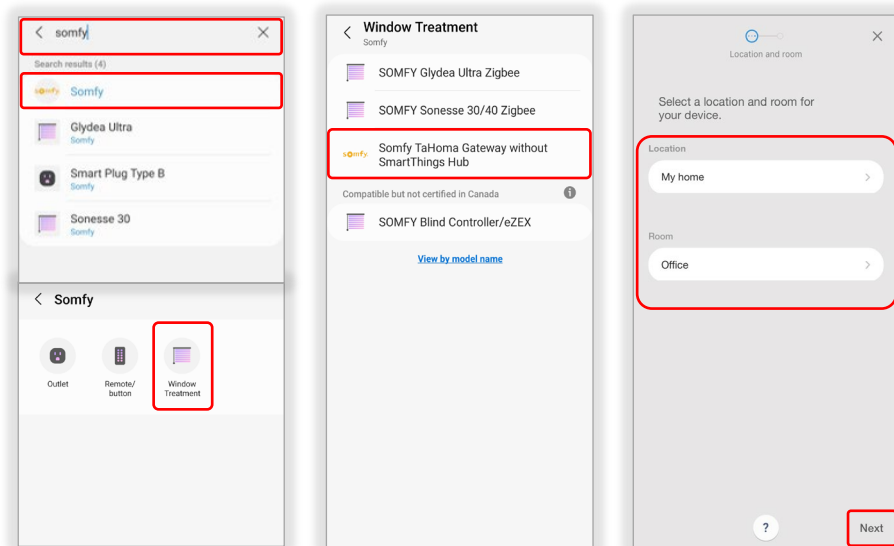 somfy
Search results (4)
somfy Somfy
Glydea Ultra
Somfy
Smart Plug Type B
Somfy
Sonesse 30
Somfy
Somfy
Outlet
Remote/
button
Window
Treatment
Window Treatment
Somfy
SOMFY Glydea Ultra Zigbee
SOMFY Sonesse 30/40 Zigbee
somfy.
Somfy TaHoma Gateway without
SmartThings Hub
Compatible but not certified in Canada
i
SOMFY Blind Controller/eZEX
View by model name
Location and room
Select a location and room for
your device.
Location
My home
Room
Office
?
Next